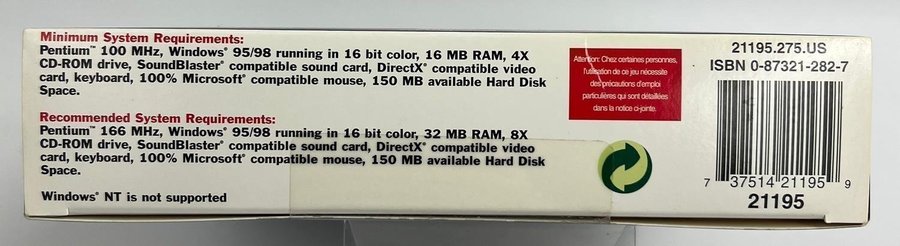 Minimum System Requirements:
Pentium™ 100 MHz, Windows® 95/98 running in 16 bit color, 16 MB RAM, 4X
CD-ROM drive, SoundBlaster® compatible sound card, DirectX® compatible video
card, keyboard, 100% Microsoft® compatible mouse, 150 MB available Hard Disk
Space.
Recommended System Requirements:
Pentium™ 166 MHz, Windows® 95/98 running in 16 bit color, 32 MB RAM, 8X
CD-ROM drive, SoundBlaster® compatible sound card, DirectX® compatible video
card, keyboard, 100% Microsoft® compatible mouse, 150 MB available Hard Disk
Space.
Windows® NT is not supported
Attention: Chez certaines personnes,
l'utilisation de ce jeu nécessite
des précautions d'emploi
particulières qui sont détaillées
dans la notice ci-jointe.
21195.275.US
ISBN 0-87321-282-7
7 37514 21195 9
21195